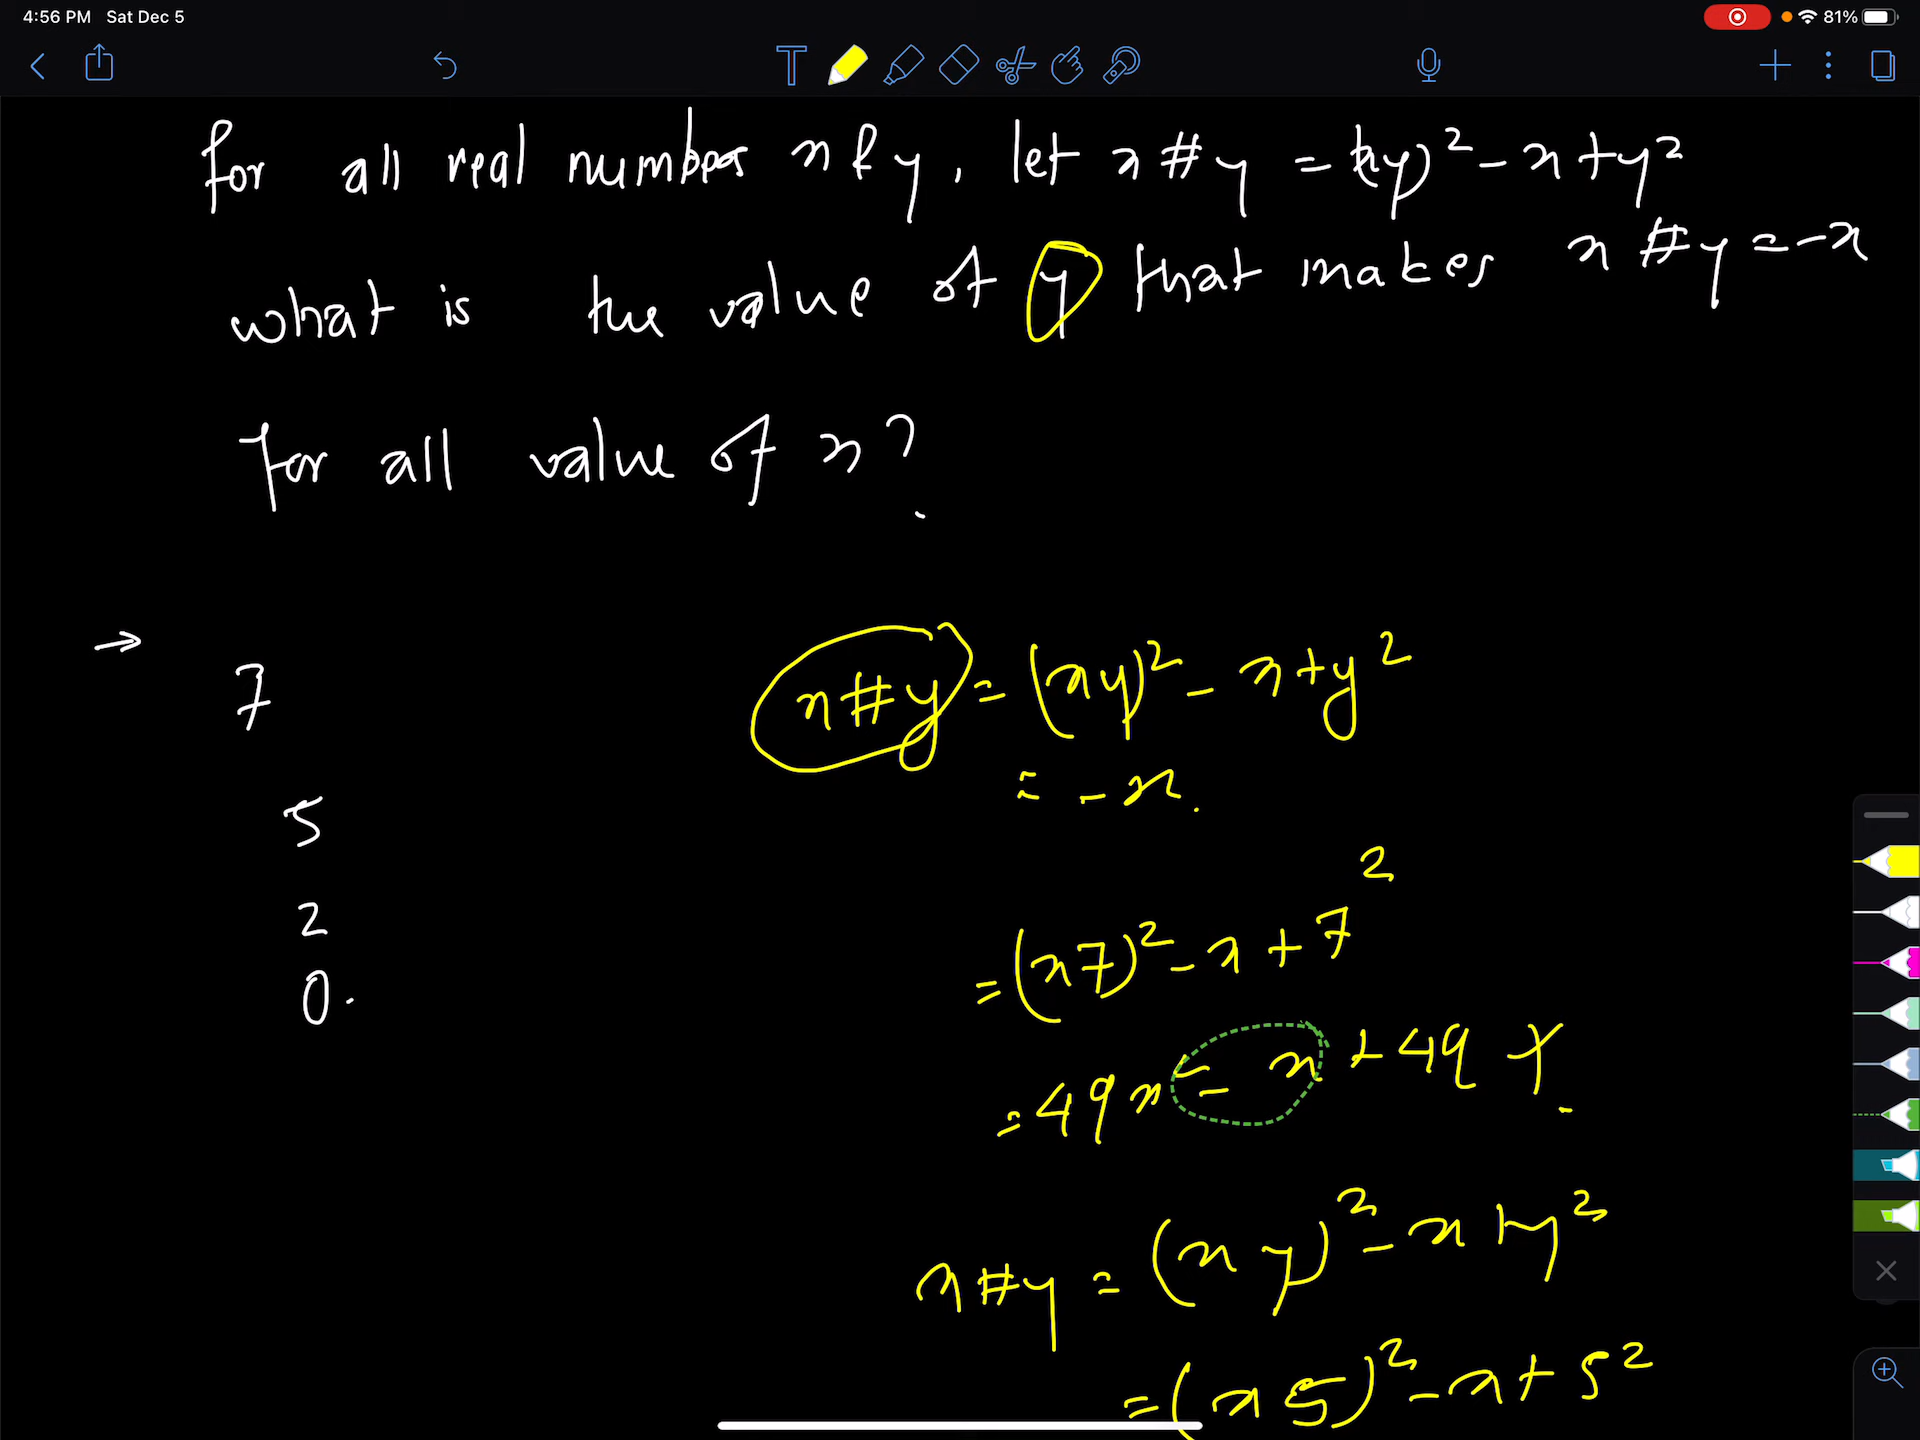 4:56 PM Sat Dec 5
81%
T
for all real numbers x & y, let x # y = (xy)² - x + y²
what is the value of y that makes x # y = -x
for all value of x?
→
7
5
2
0.
x # y = (xy)² - x + y²
= -x.
= (x7)² - x + 7²
= 49x² - x + 49 X
x # y = (xy)² - x + y²
= (x5)² - x + 5²